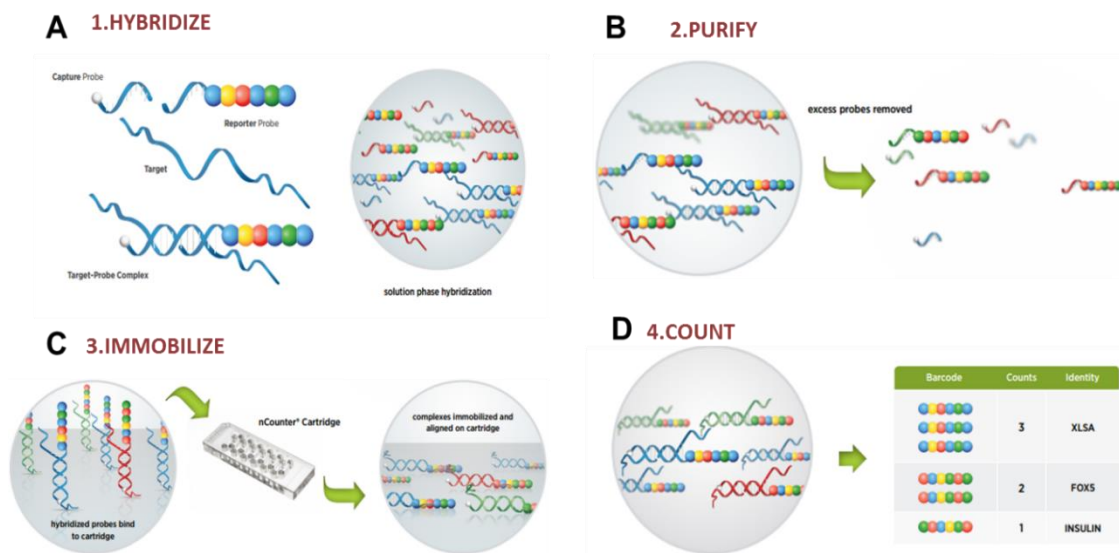 A
1.HYBRIDIZE
Capture Probe
Reporter Probe
Target
Target-Probe Complex
solution phase hybridization
B
2.PURIFY
excess probes removed
C
3.IMMOBILIZE
hybridized probes bind
to cartridge
nCounter® Cartridge
complexes immobilized and
aligned on cartridge
D
4.COUNT
Barcode Counts Identity
3 XLSA
2 FOX5
1 INSULIN